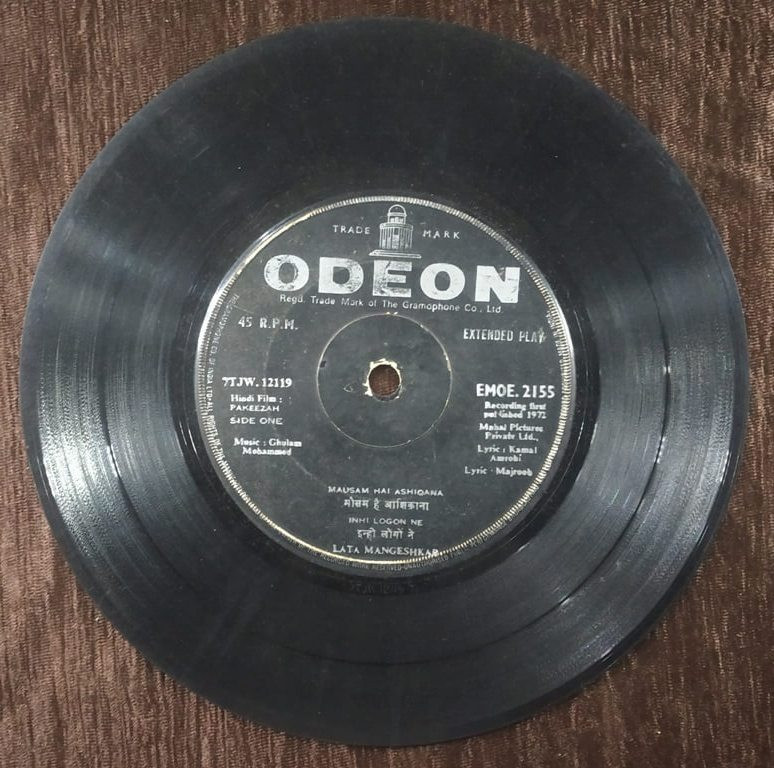 TRADE MARK
ODEON
Regd. Trade Mark of The Gramophone Co., Ltd.
45 R.P.M.
EXTENDED PLAY
7TJW. 12119
EMOE. 2155
Hindi Film :
PAKEEZAH
SIDE ONE
Recording first
published 1972
Mahal Pictures
Private Ltd.,
Music : Ghulam
Mohammed
Lyric : Kamal
Amrohi
Lyric : Majrooh
MAUSAM HAI ASHIQANA
मौसम है आशिक़ाना
INHI LOGON NE
इन्ही लोगों ने
LATA MANGESHKAR